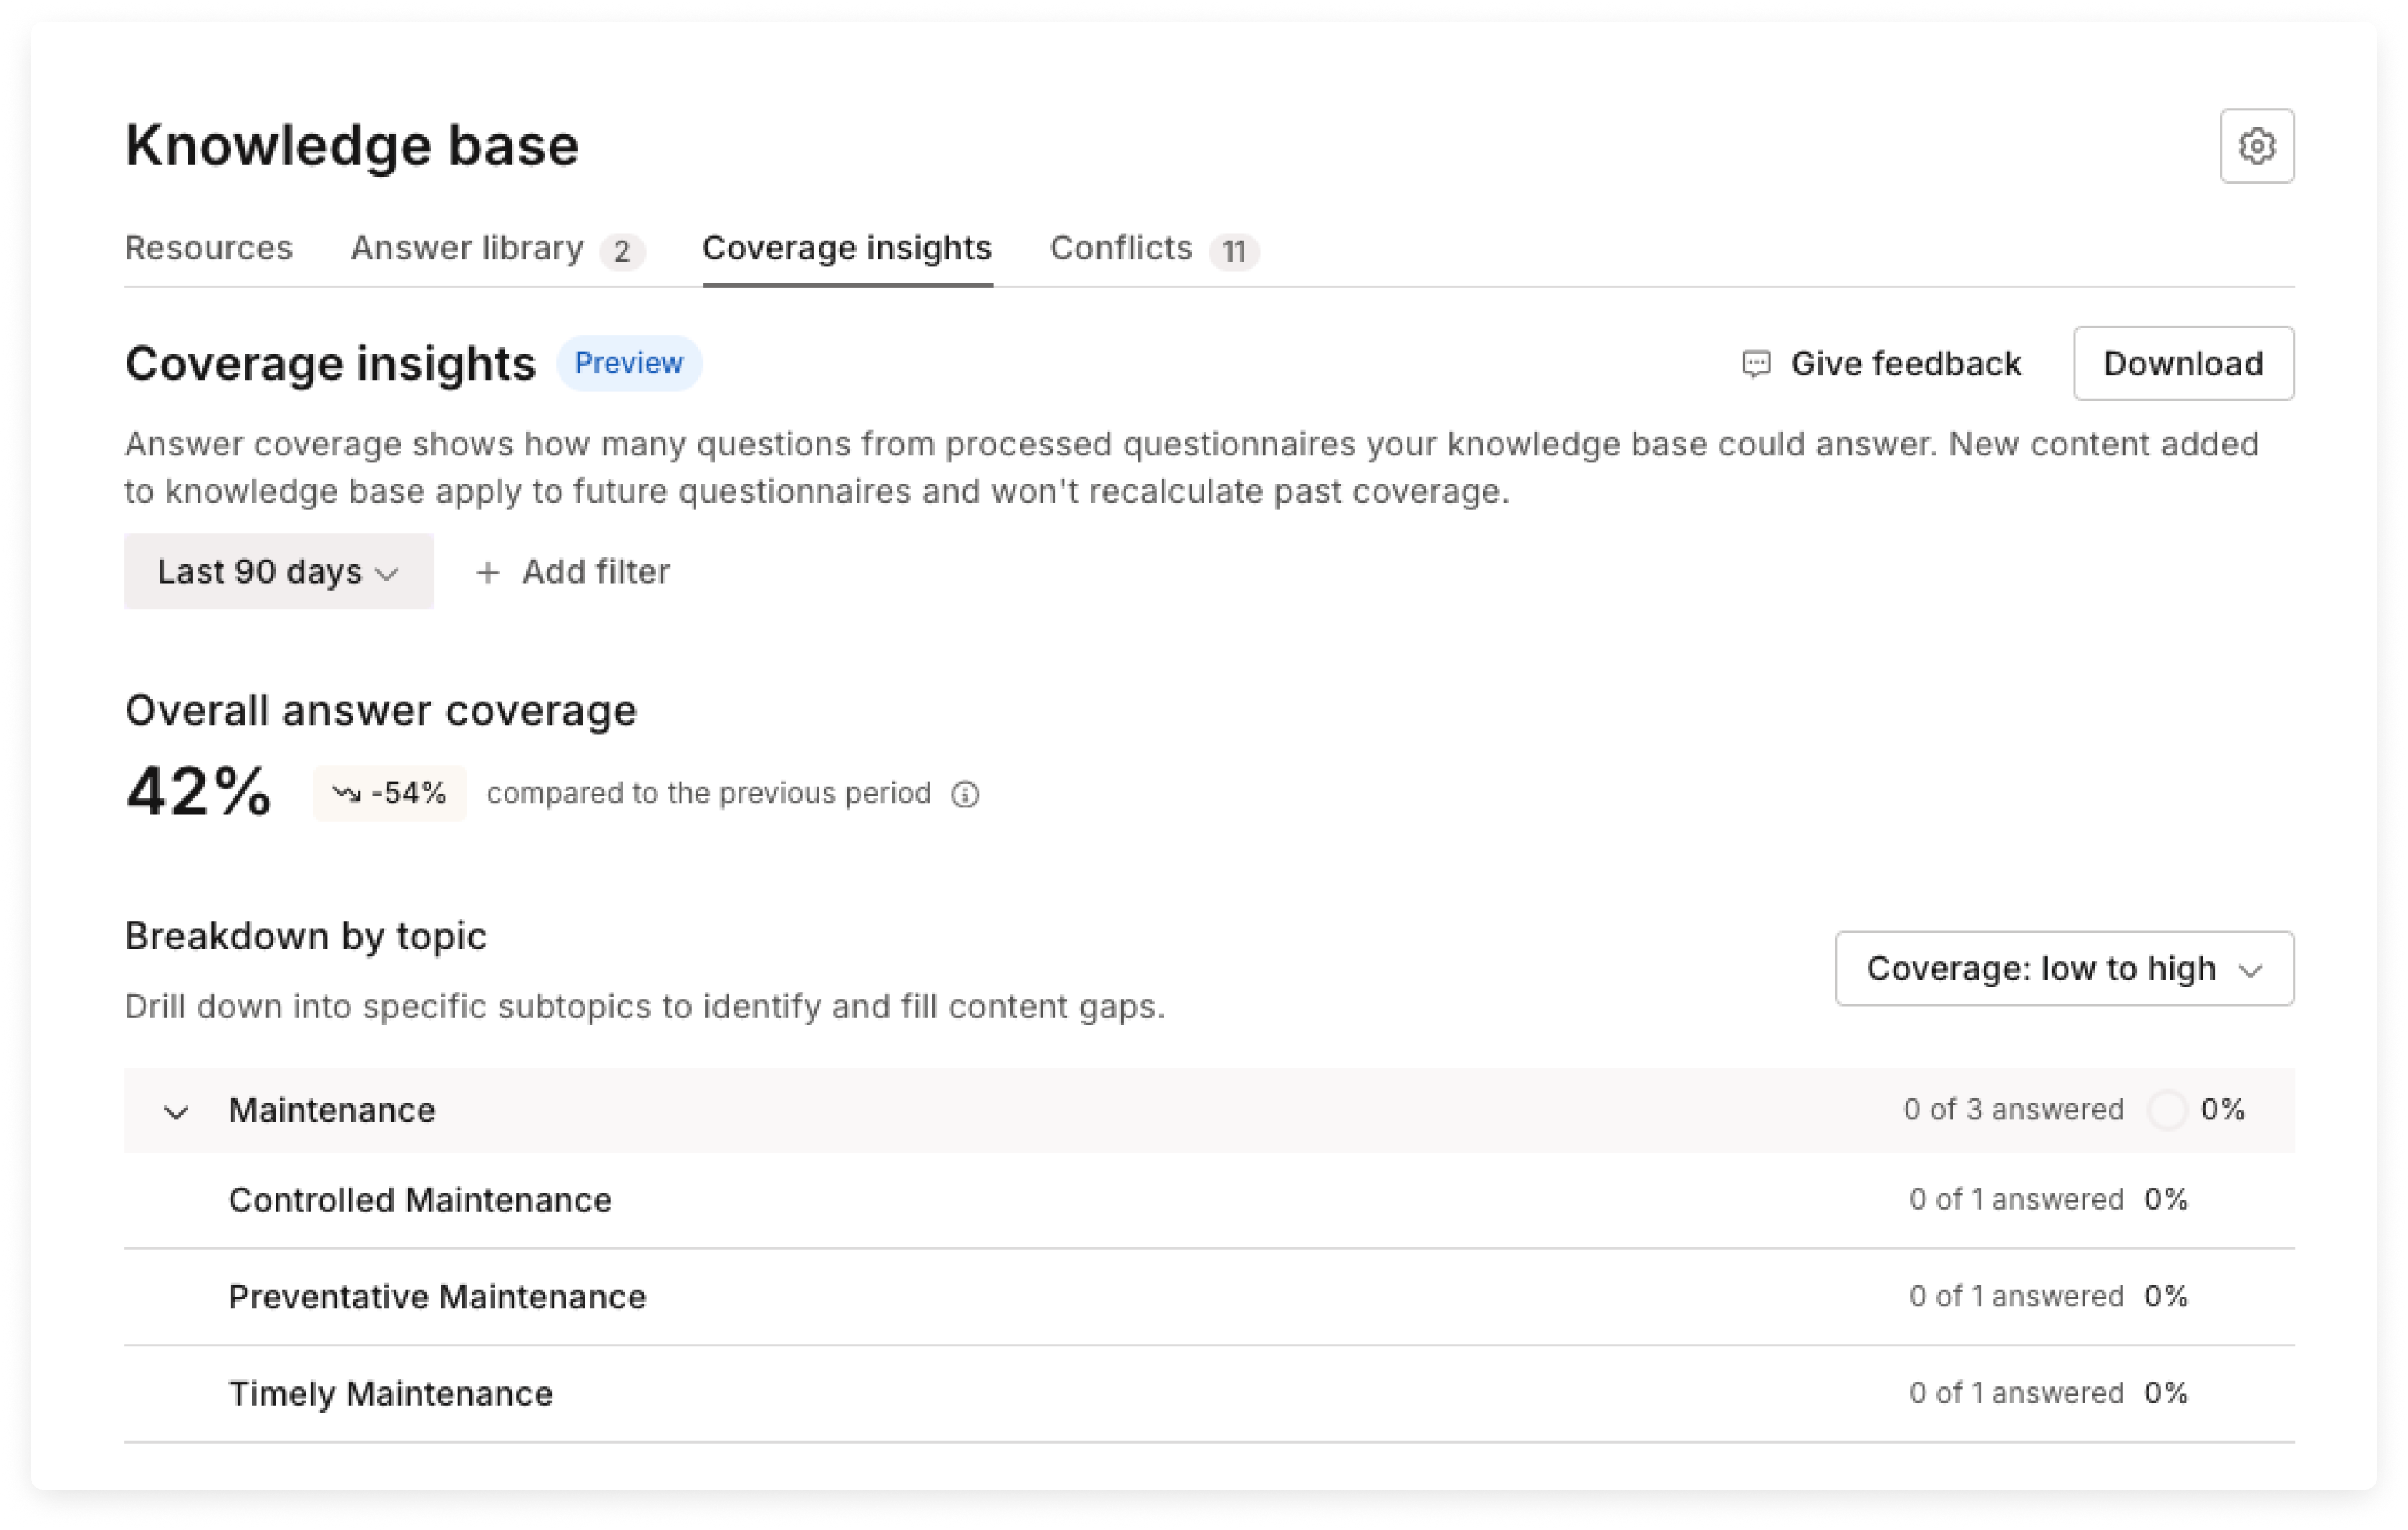 Knowledge base
Resources Answer library 2 Coverage insights Conflicts 11
Coverage insights Preview Give feedback Download
Answer coverage shows how many questions from processed questionnaires your knowledge base could answer. New content added
to knowledge base apply to future questionnaires and won't recalculate past coverage.
Last 90 days + Add filter
Overall answer coverage
42% -54% compared to the previous period
Breakdown by topic
Coverage: low to high
Drill down into specific subtopics to identify and fill content gaps.
Maintenance 0 of 3 answered 0%
Controlled Maintenance 0 of 1 answered 0%
Preventative Maintenance 0 of 1 answered 0%
Timely Maintenance 0 of 1 answered 0%